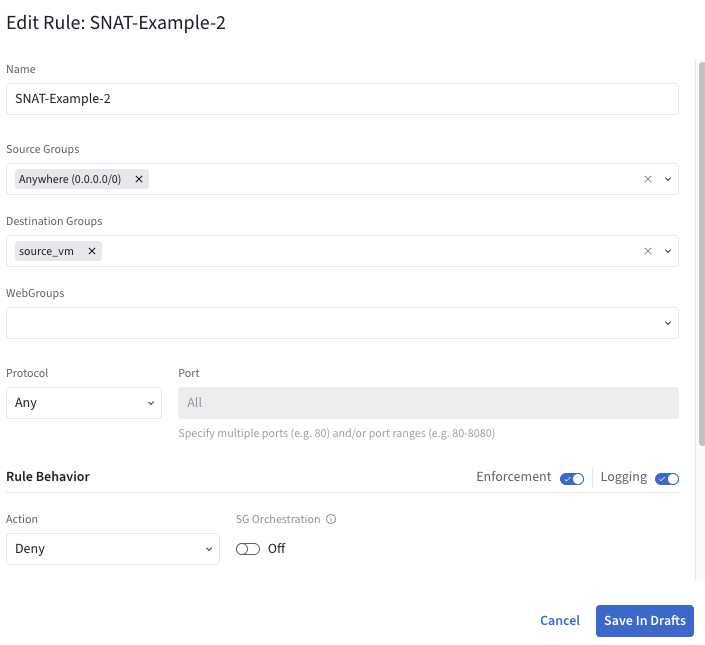 Edit Rule: SNAT-Example-2
Name
SNAT-Example-2
Source Groups
Anywhere (0.0.0.0/0)
Destination Groups
source_vm
WebGroups
Protocol Port
Any All
Specify multiple ports (e.g. 80) and/or port ranges (e.g. 80-8080)
Rule Behavior Enforcement Logging
Action SG Orchestration
Deny Off
Cancel Save In Drafts